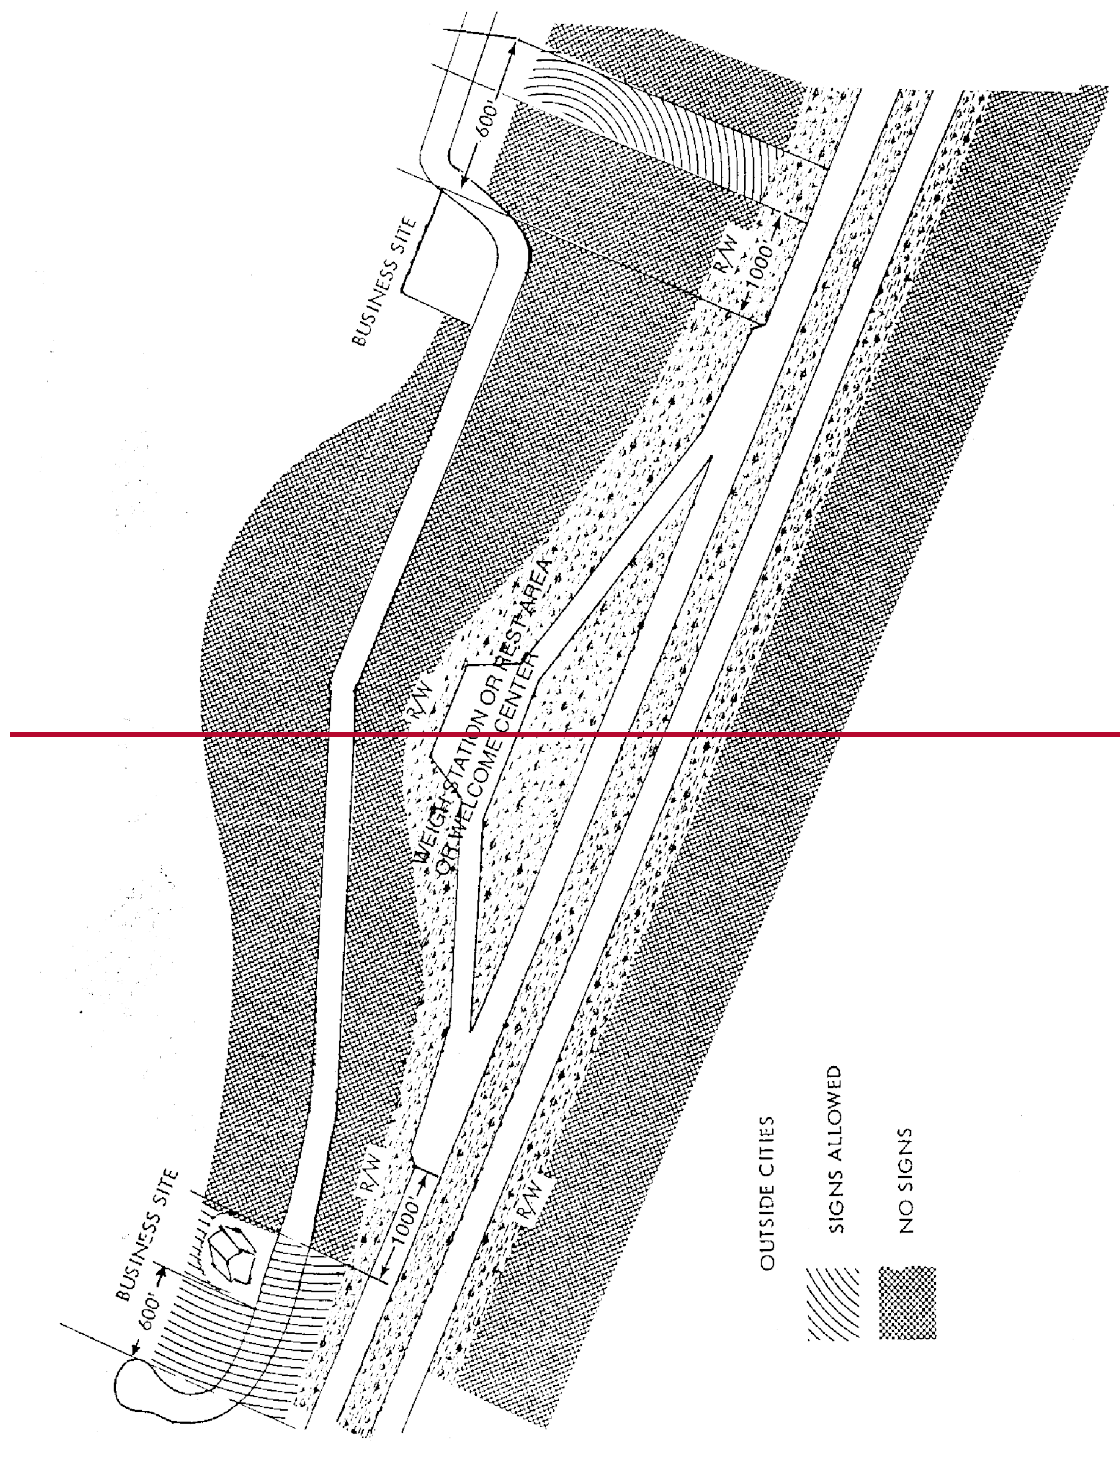 600'
BUSINESS SITE
R/W
1000'
WEIGH STATION OR REST AREA
OR WELCOME CENTER
R/W
R/W
1000'
R/W
BUSINESS SITE
600'
OUTSIDE CITIES
SIGNS ALLOWED
NO SIGNS